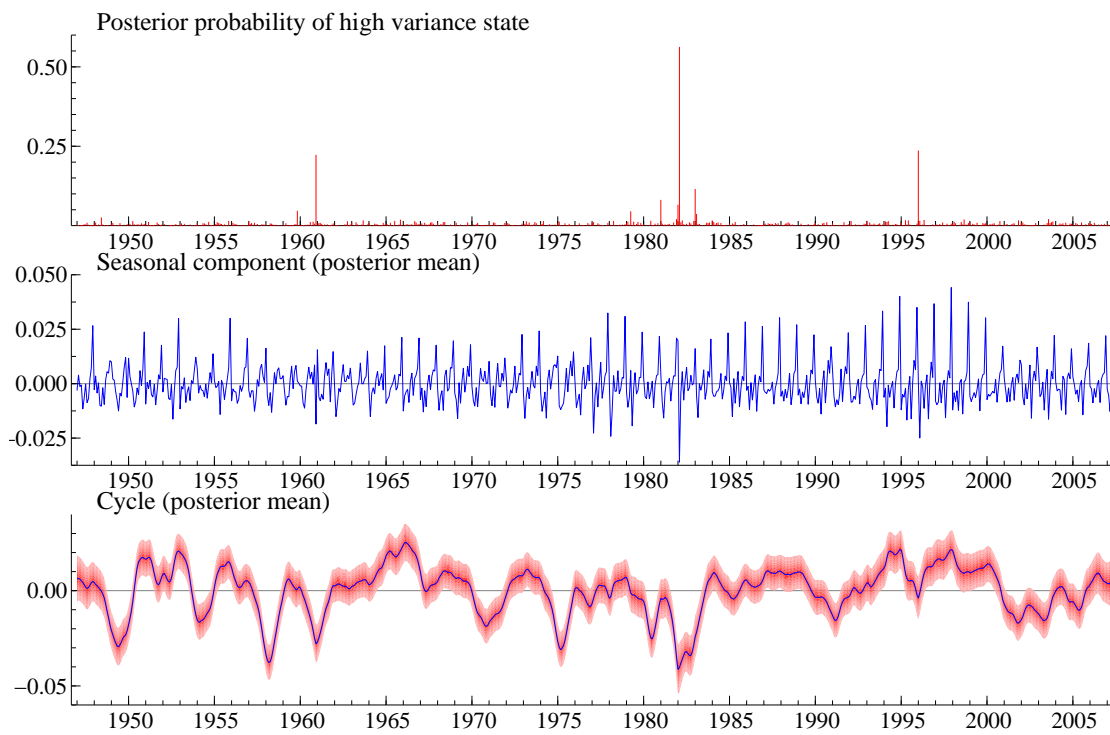 Posterior probability of high variance state
0.50
0.25
1950 1955 1960 1965 1970 1975 1980 1985 1990 1995 2000 2005
Seasonal component (posterior mean)
0.050
0.025
0.000
-0.025
1950 1955 1960 1965 1970 1975 1980 1985 1990 1995 2000 2005
Cycle (posterior mean)
0.00
−0.05
1950 1955 1960 1965 1970 1975 1980 1985 1990 1995 2000 2005